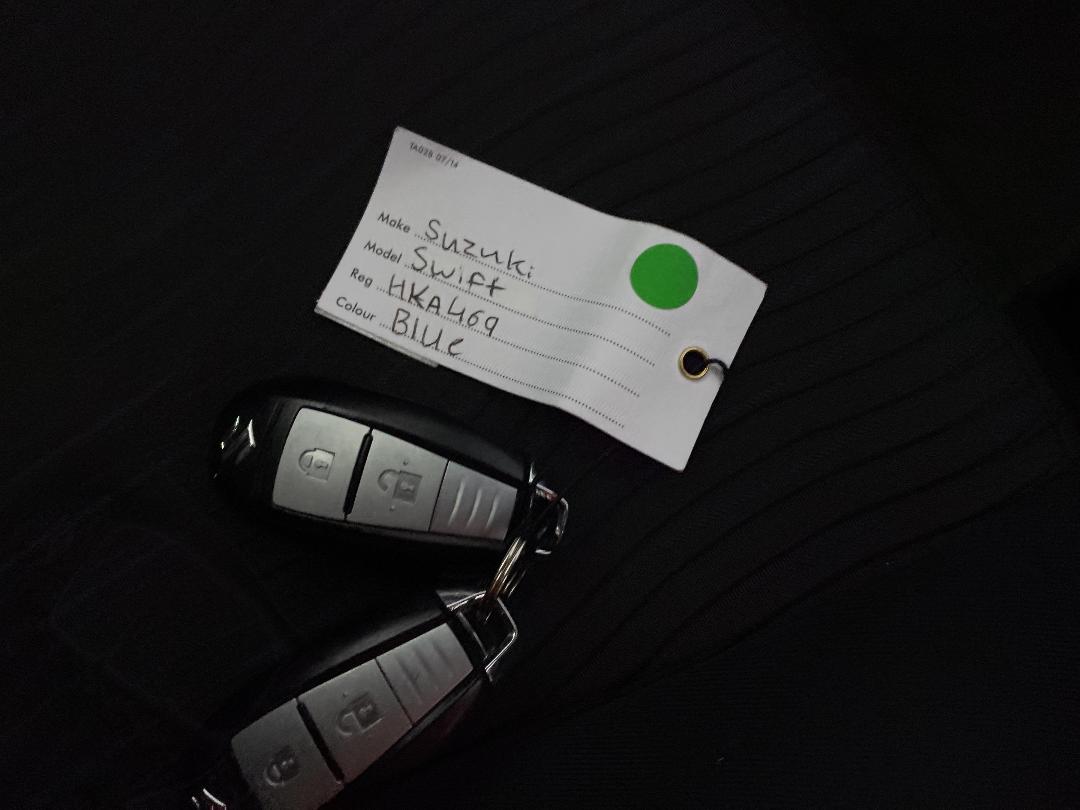 TA028 07/14
Make Suzuki
Model Swift
Reg HKA469
Colour Blue